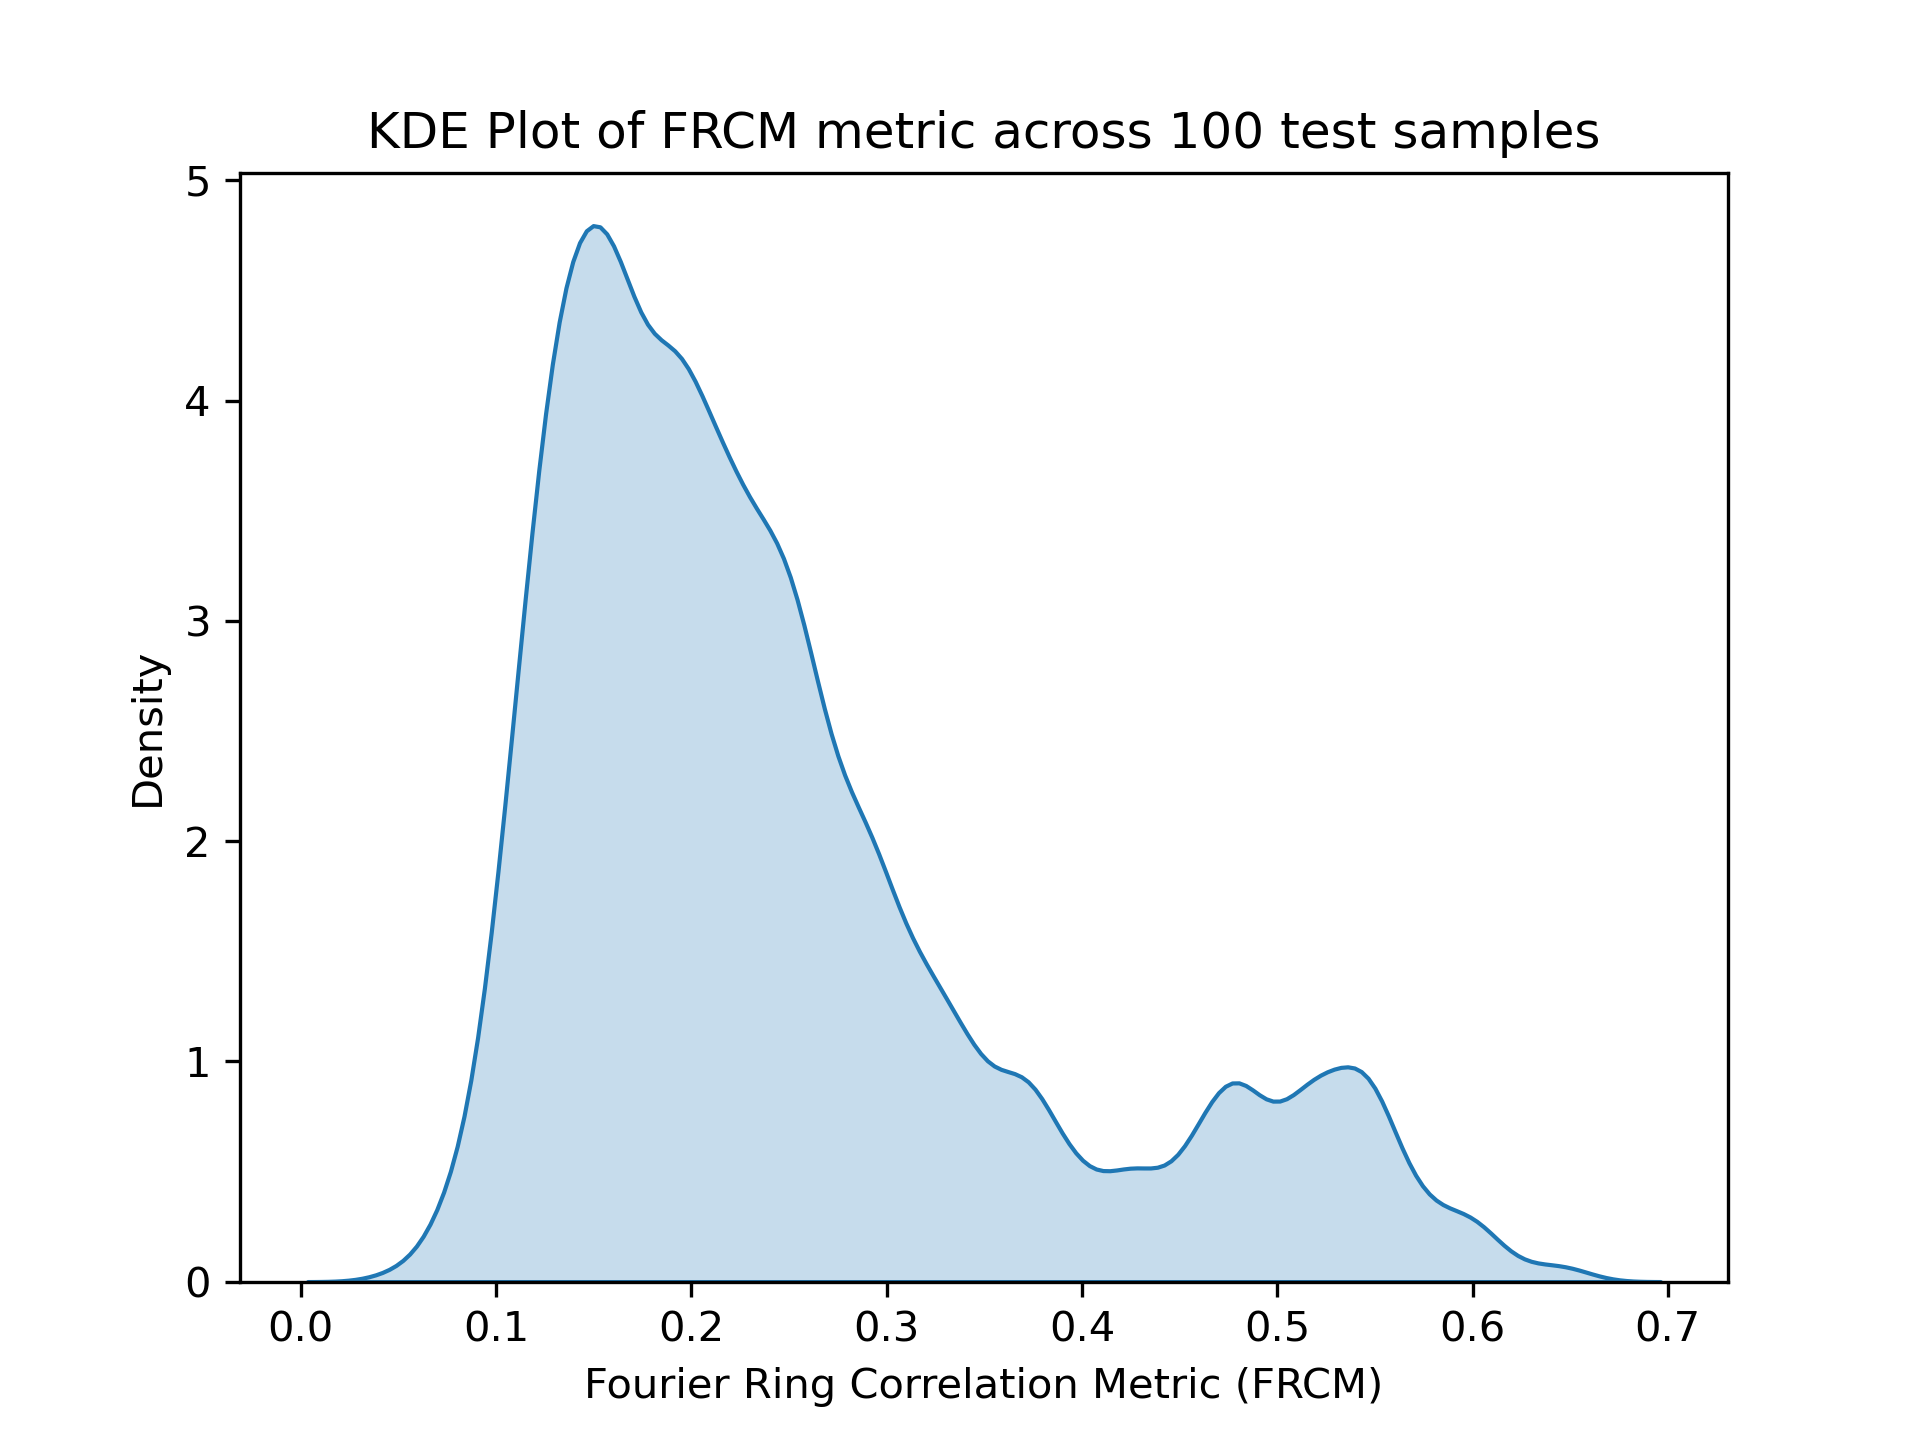 KDE Plot of FRCM metric across 100 test samples
5
4
3
2
1
0
Density
0.0 0.1 0.2 0.3 0.4 0.5 0.6 0.7
Fourier Ring Correlation Metric (FRCM)